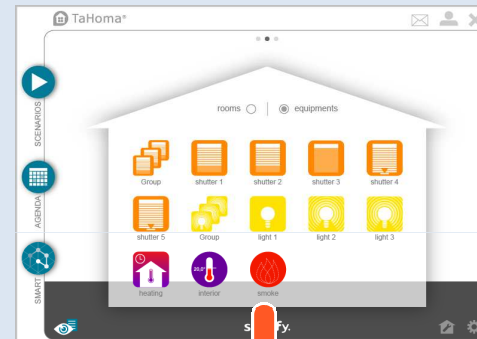 TaHoma®
rooms equipments
SCENARIOS
Group shutter 1 shutter 2 shutter 3 shutter 4
AGENDA
shutter 5 Group light 1 light 2 light 3
SMART
20,0°
heating interior smoke